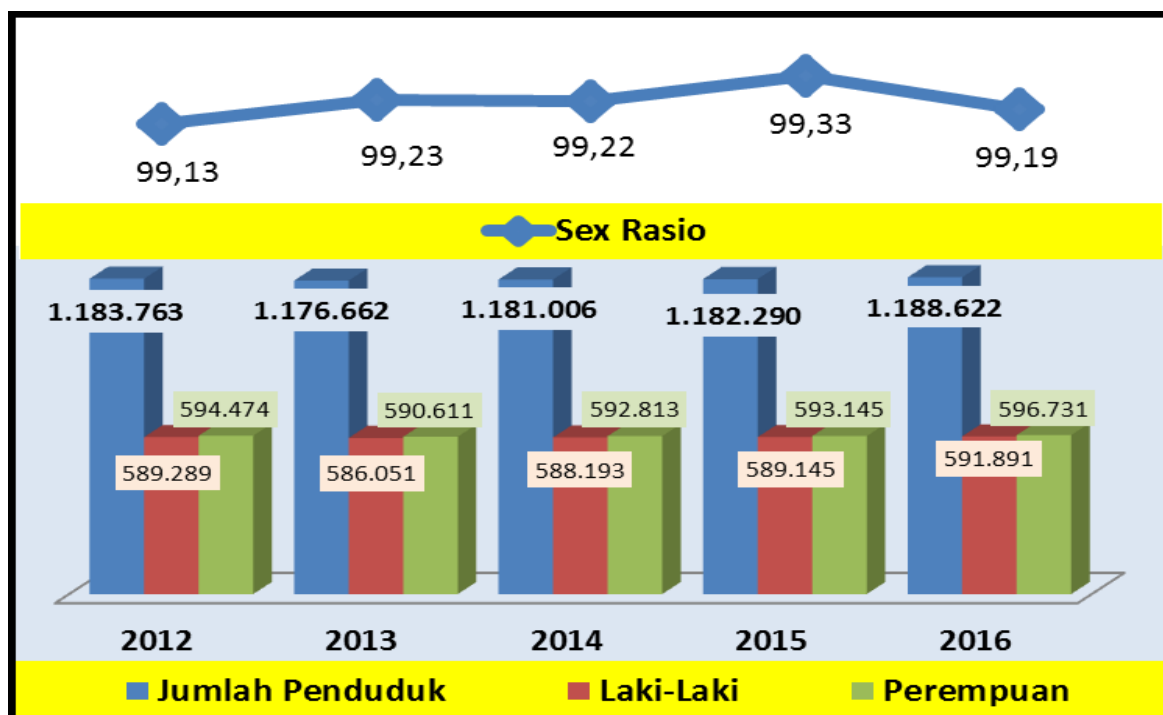 99,13 99,23 99,22 99,33 99,19
Sex Rasio
1.183.763 1.176.662 1.181.006 1.182.290 1.188.622
594.474 590.611 592.813 593.145 596.731
589.289 586.051 588.193 589.145 591.891
2012 2013 2014 2015 2016
Jumlah Penduduk Laki-Laki Perempuan